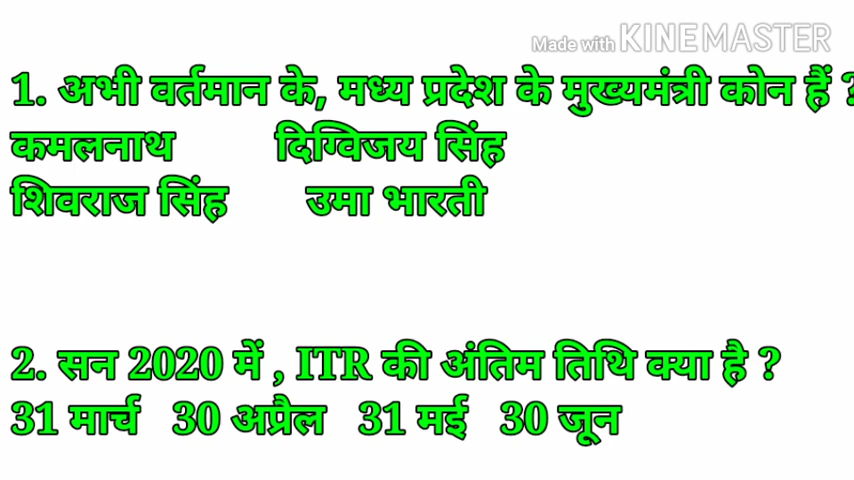 Made with KINEMASTER
1. अभी वर्तमान के, मध्य प्रदेश के मुख्यमंत्री कोन हैं ?
कमलनाथ दिग्विजय सिंह
शिवराज सिंह उमा भारती
2. सन 2020 में , ITR की अंतिम तिथि क्या है ?
31 मार्च 30 अप्रैल 31 मई 30 जून